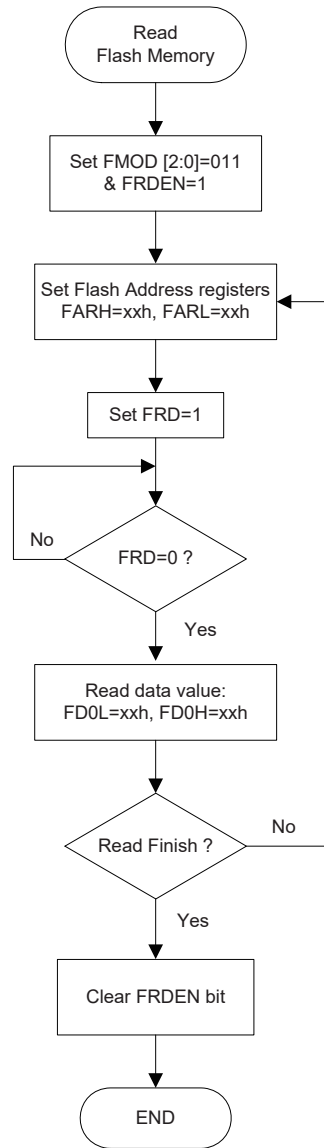 Read
Flash Memory
Set FMOD [2:0]=011
& FRDEN=1
Set Flash Address registers
FARH=xxh, FARL=xxh
Set FRD=1
No
FRD=0 ?
Yes
Read data value:
FD0L=xxh, FD0H=xxh
Read Finish ?
No
Yes
Clear FRDEN bit
END